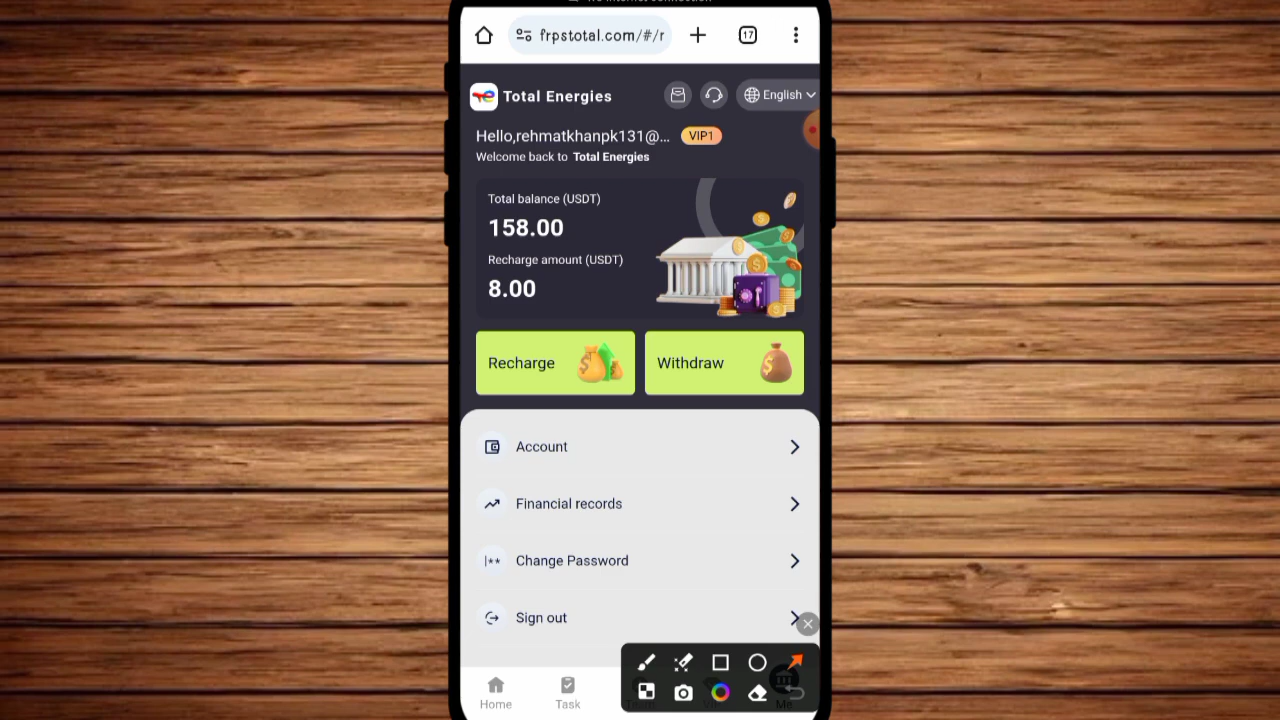 frpstotal.com/#/r
17
Total Energies
English
Hello,rehmatkhanpk131@...
VIP1
Welcome back to Total Energies
Total balance (USDT)
158.00
Recharge amount (USDT)
8.00
Recharge
Withdraw
Account
Financial records
Change Password
Sign out
Home
Task
Me